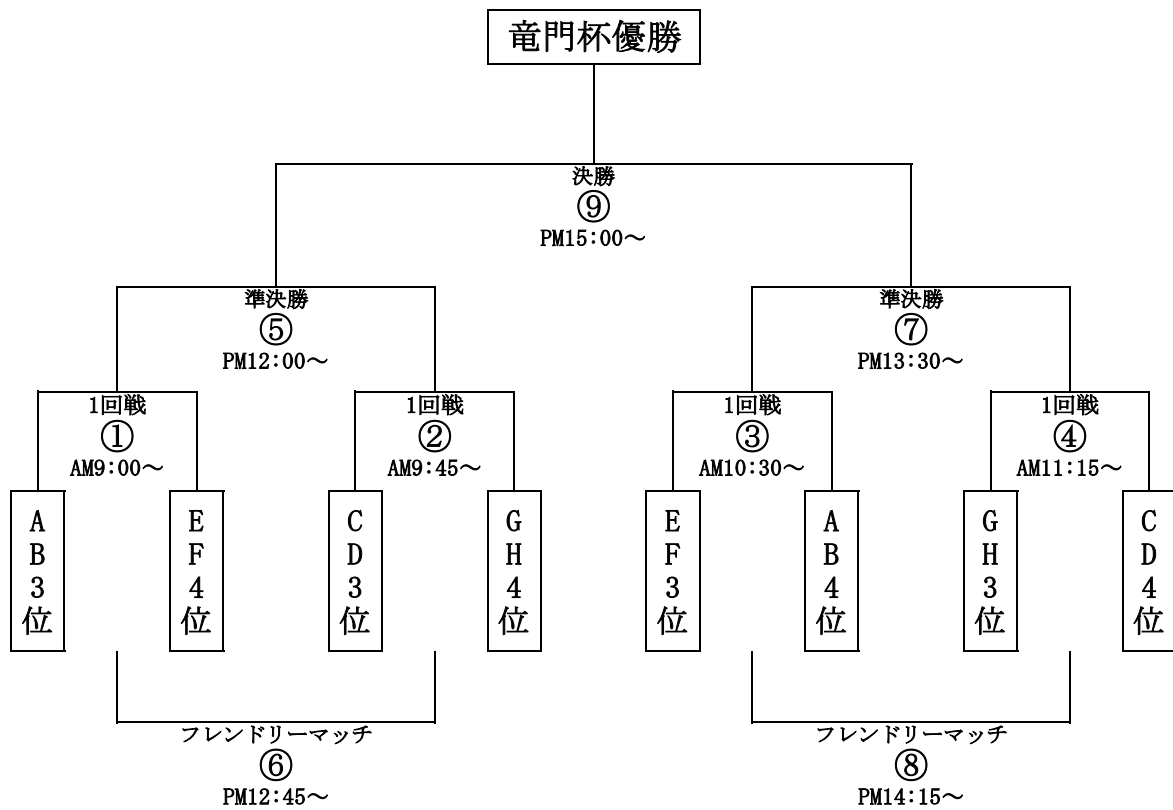 竜門杯優勝
決勝
⑨
PM15:00～
準決勝
⑤
PM12:00～
準決勝
⑦
PM13:30～
1回戦
①
AM9:00～
1回戦
②
AM9:45～
1回戦
③
AM10:30～
1回戦
④
AM11:15～
AB3位
EF4位
CD3位
GH4位
EF3位
AB4位
GH3位
CD4位
フレンドリーマッチ
⑥
PM12:45～
フレンドリーマッチ
⑧
PM14:15～